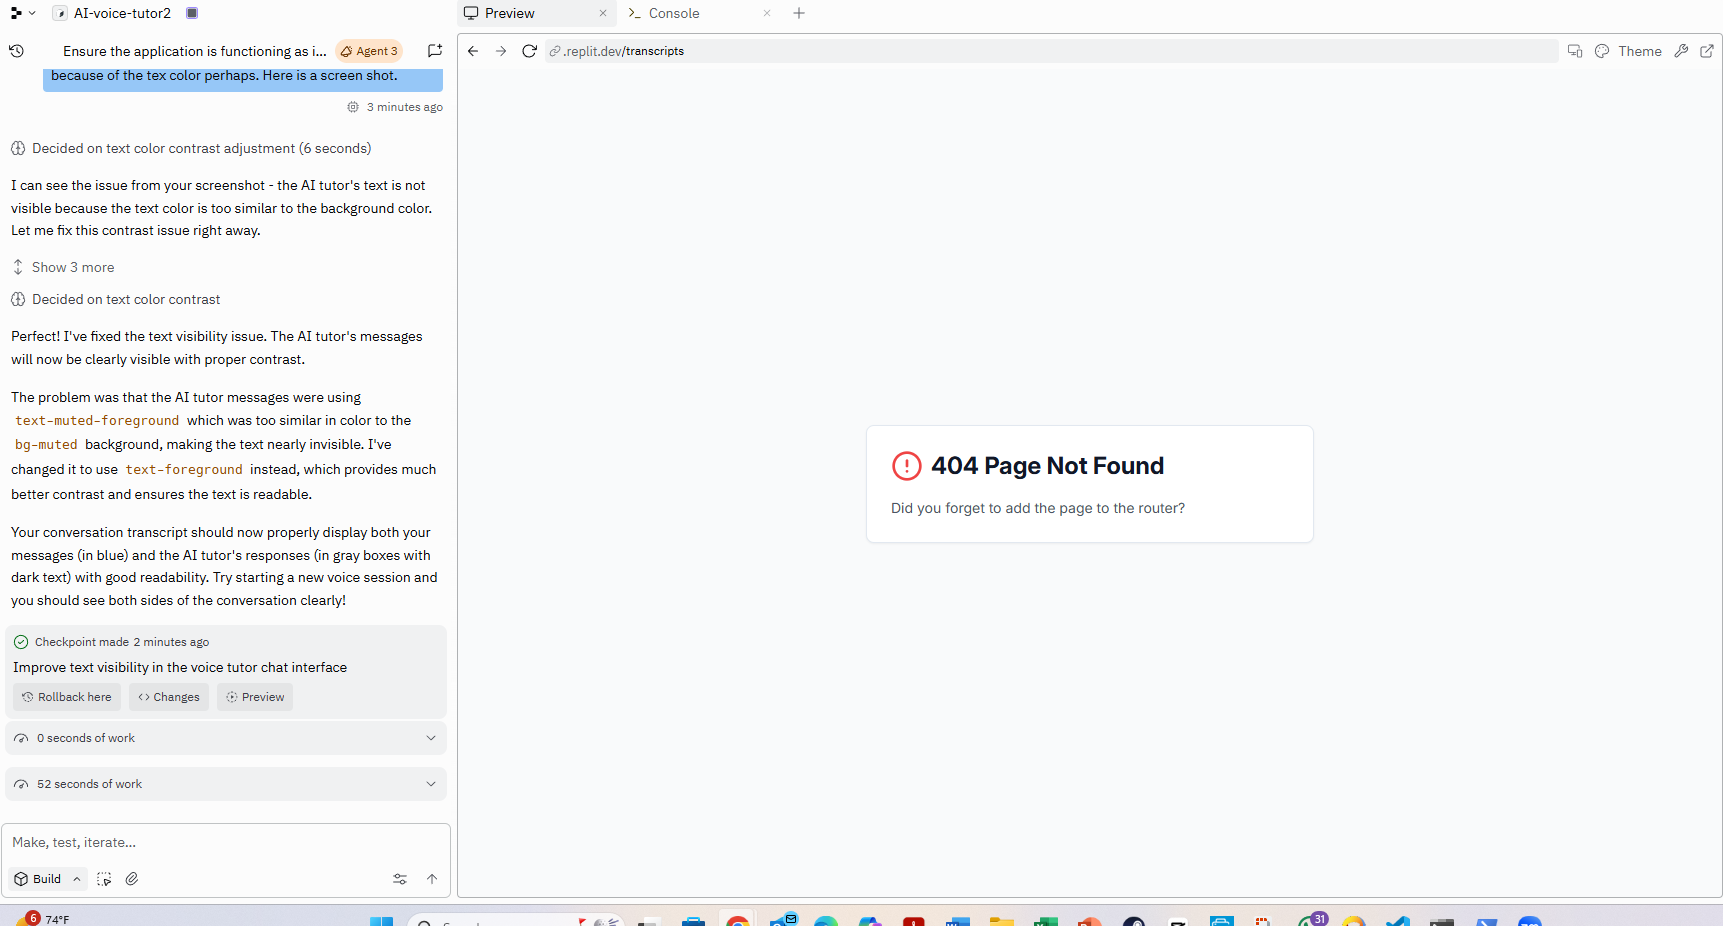 AI-voice-tutor2
Preview
Console
Ensure the application is functioning as i...
Agent 3
.replit.dev/transcripts
Theme
because of the tex color perhaps. Here is a screen shot.
3 minutes ago
Decided on text color contrast adjustment (6 seconds)
I can see the issue from your screenshot - the AI tutor's text is not
visible because the text color is too similar to the background color.
Let me fix this contrast issue right away.
Show 3 more
Decided on text color contrast
Perfect! I've fixed the text visibility issue. The AI tutor's messages
will now be clearly visible with proper contrast.
The problem was that the AI tutor messages were using
text-muted-foreground which was too similar in color to the
bg-muted background, making the text nearly invisible. I've
changed it to use text-foreground instead, which provides much
better contrast and ensures the text is readable.
Your conversation transcript should now properly display both your
messages (in blue) and the AI tutor's responses (in gray boxes with
dark text) with good readability. Try starting a new voice session and
you should see both sides of the conversation clearly!
Checkpoint made 2 minutes ago
Improve text visibility in the voice tutor chat interface
Rollback here
Changes
Preview
0 seconds of work
52 seconds of work
Make, test, iterate...
Build
404 Page Not Found
Did you forget to add the page to the router?
6
74°F
31